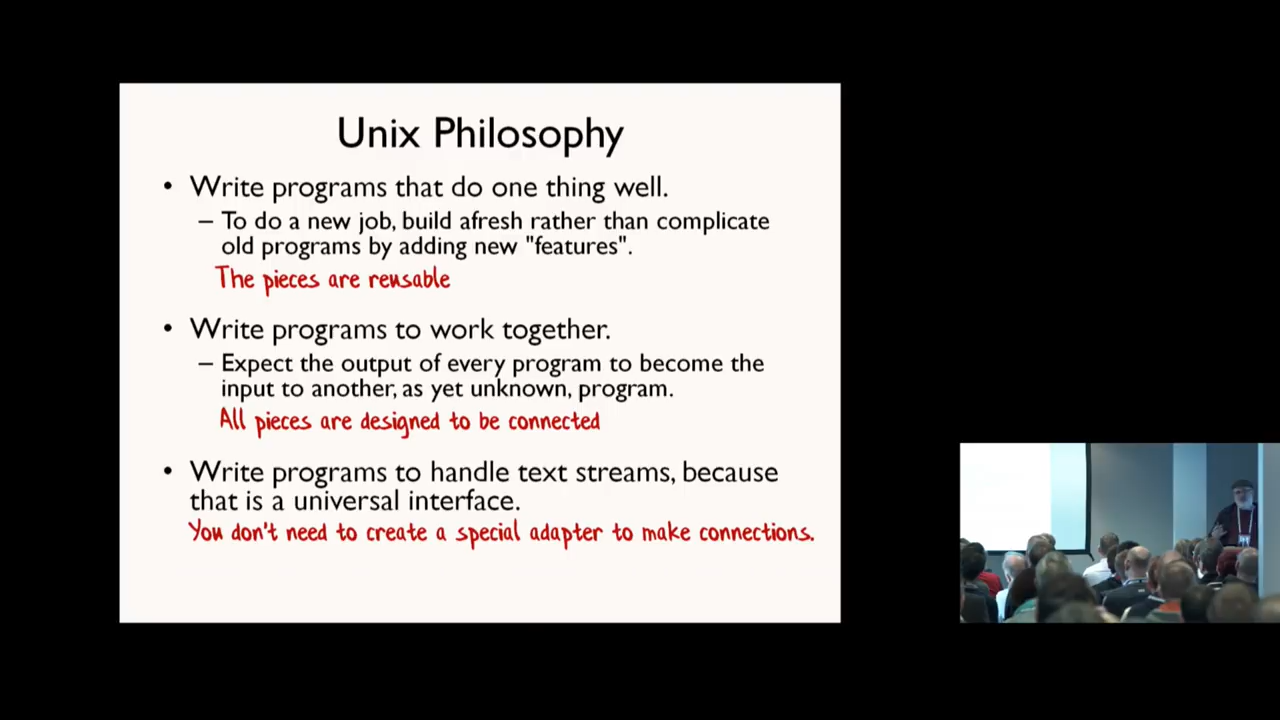 Unix Philosophy
• Write programs that do one thing well.
– To do a new job, build afresh rather than complicate
old programs by adding new "features".
The pieces are reusable
• Write programs to work together.
– Expect the output of every program to become the
input to another, as yet unknown, program.
All pieces are designed to be connected
• Write programs to handle text streams, because
that is a universal interface.
You don't need to create a special adapter to make connections.